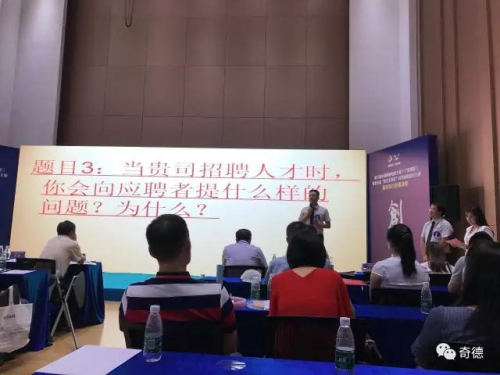 题目3：当贵司招聘人才时，
你会向应聘者提什么样的
问题？为什么？
創
奇德